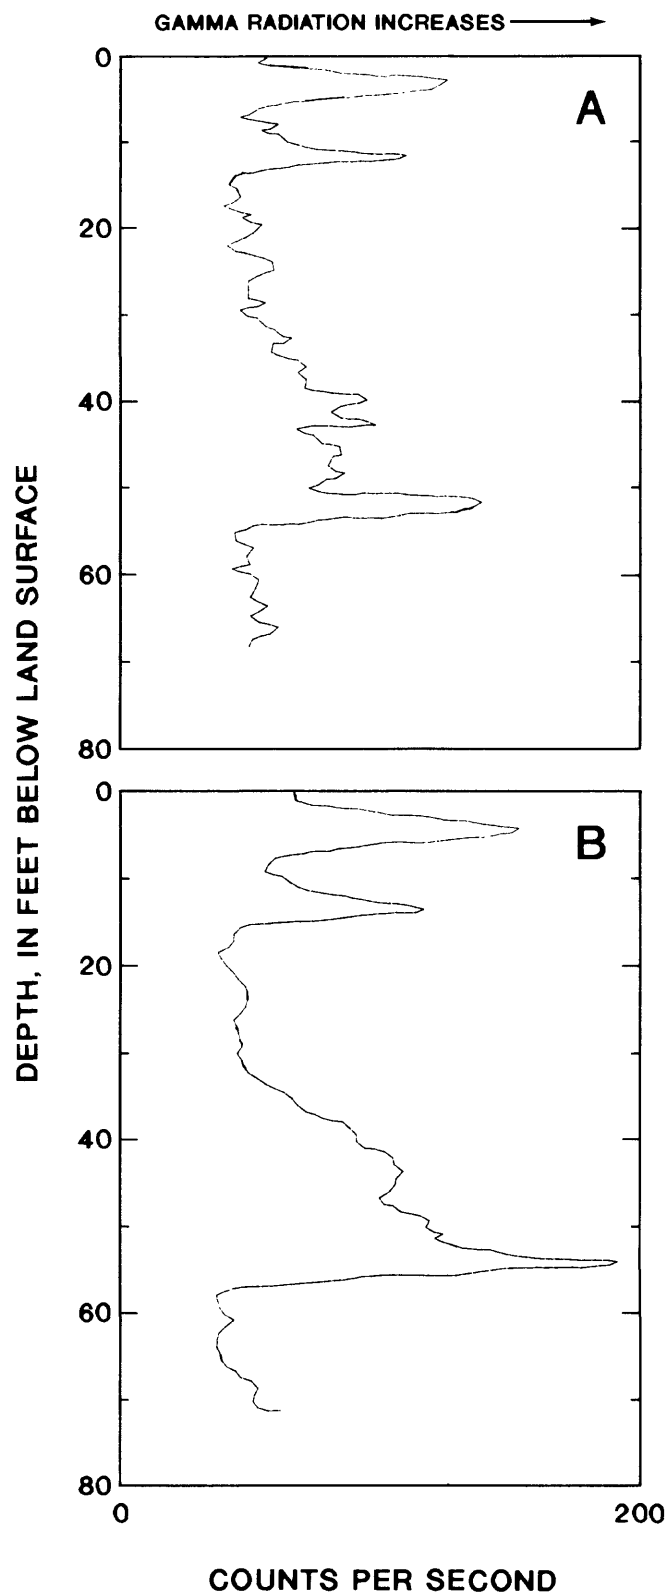 GAMMA RADIATION INCREASES
0
A
20
40
60
80
DEPTH, IN FEET BELOW LAND SURFACE
0
B
20
40
60
80
0 200
COUNTS PER SECOND